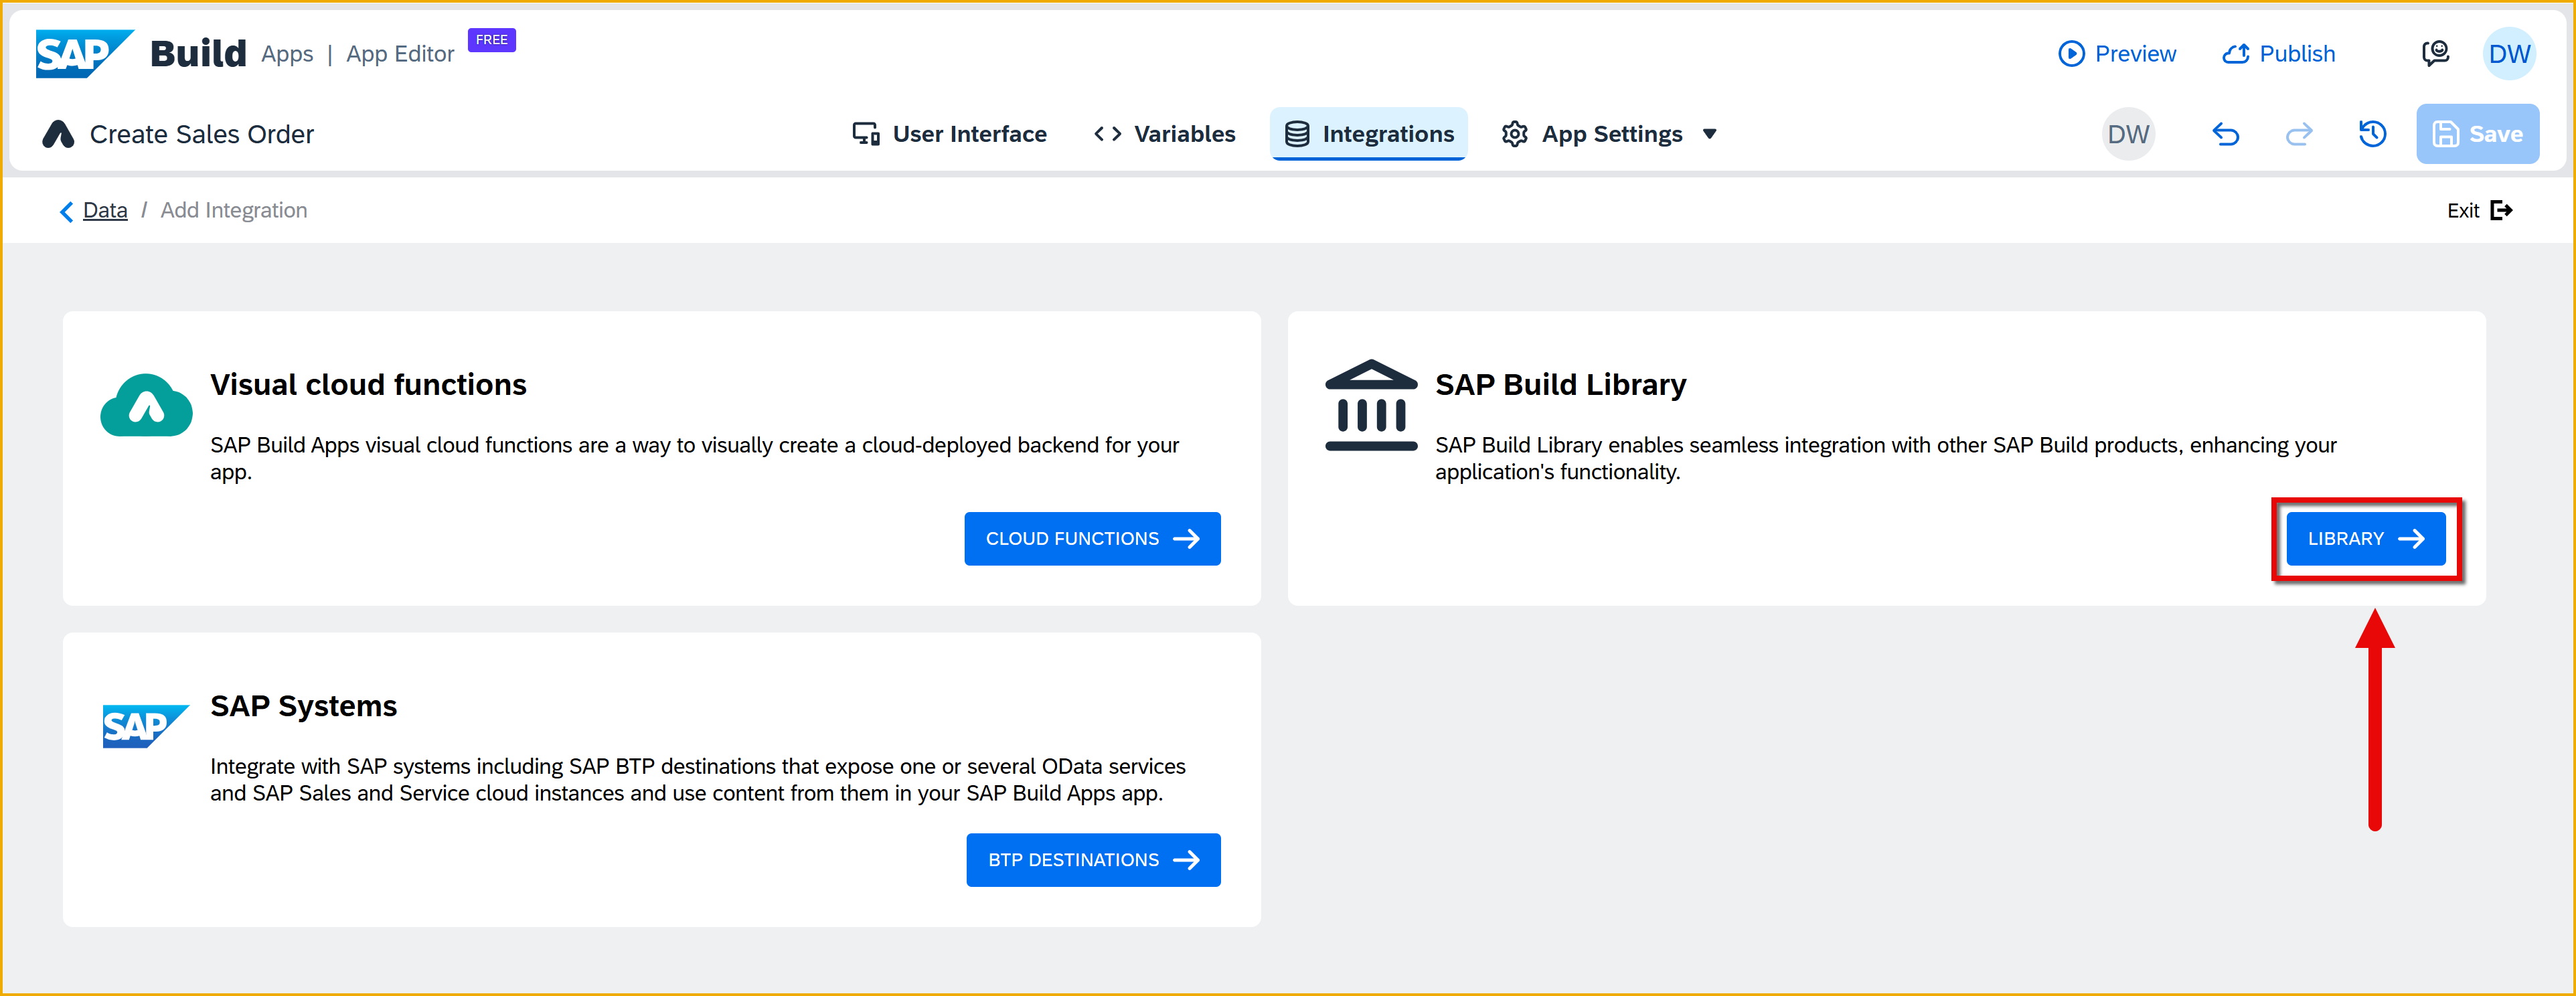 SAP Build Apps | App Editor FREE
Preview Publish DW
Create Sales Order
User Interface <> Variables Integrations App Settings
DW Save
Data / Add Integration
Exit
Visual cloud functions
SAP Build Apps visual cloud functions are a way to visually create a cloud-deployed backend for your
app.
CLOUD FUNCTIONS
SAP Build Library
SAP Build Library enables seamless integration with other SAP Build products, enhancing your
application's functionality.
LIBRARY
SAP
SAP Systems
Integrate with SAP systems including SAP BTP destinations that expose one or several OData services
and SAP Sales and Service cloud instances and use content from them in your SAP Build Apps app.
BTP DESTINATIONS